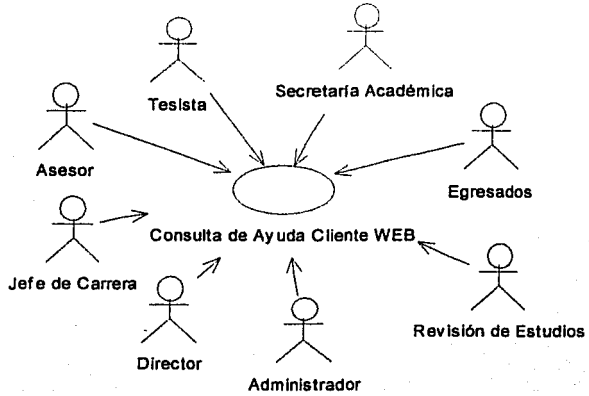 Tesista
Secretaría Académica
Asesor
Egresados
Consulta de Ayuda Cliente WEB
Jefe de Carrera
Revisión de Estudios
Director
Administrador